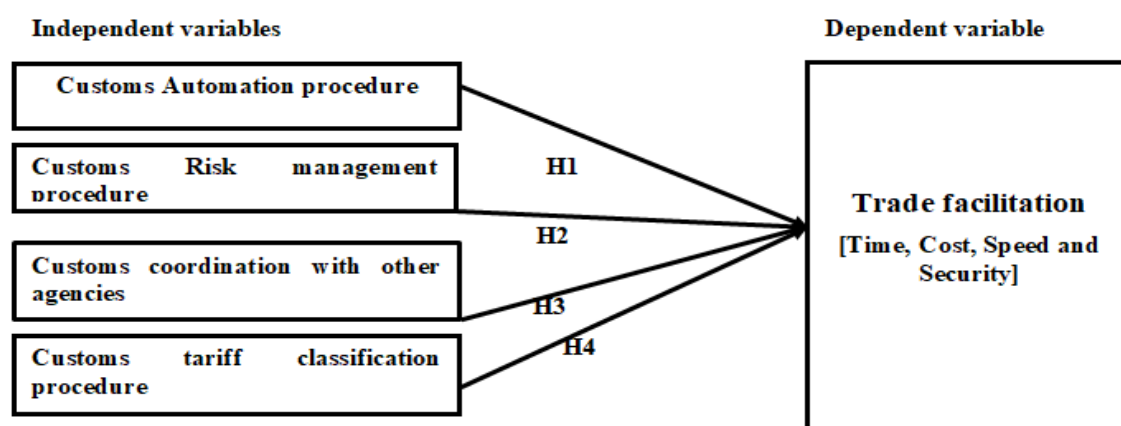 Independent variables
Dependent variable
Customs Automation procedure
Customs Risk management
procedure
H1
H2
Customs coordination with other
agencies
H3
Customs tariff classification
procedure
H4
Trade facilitation
[Time, Cost, Speed and
Security]